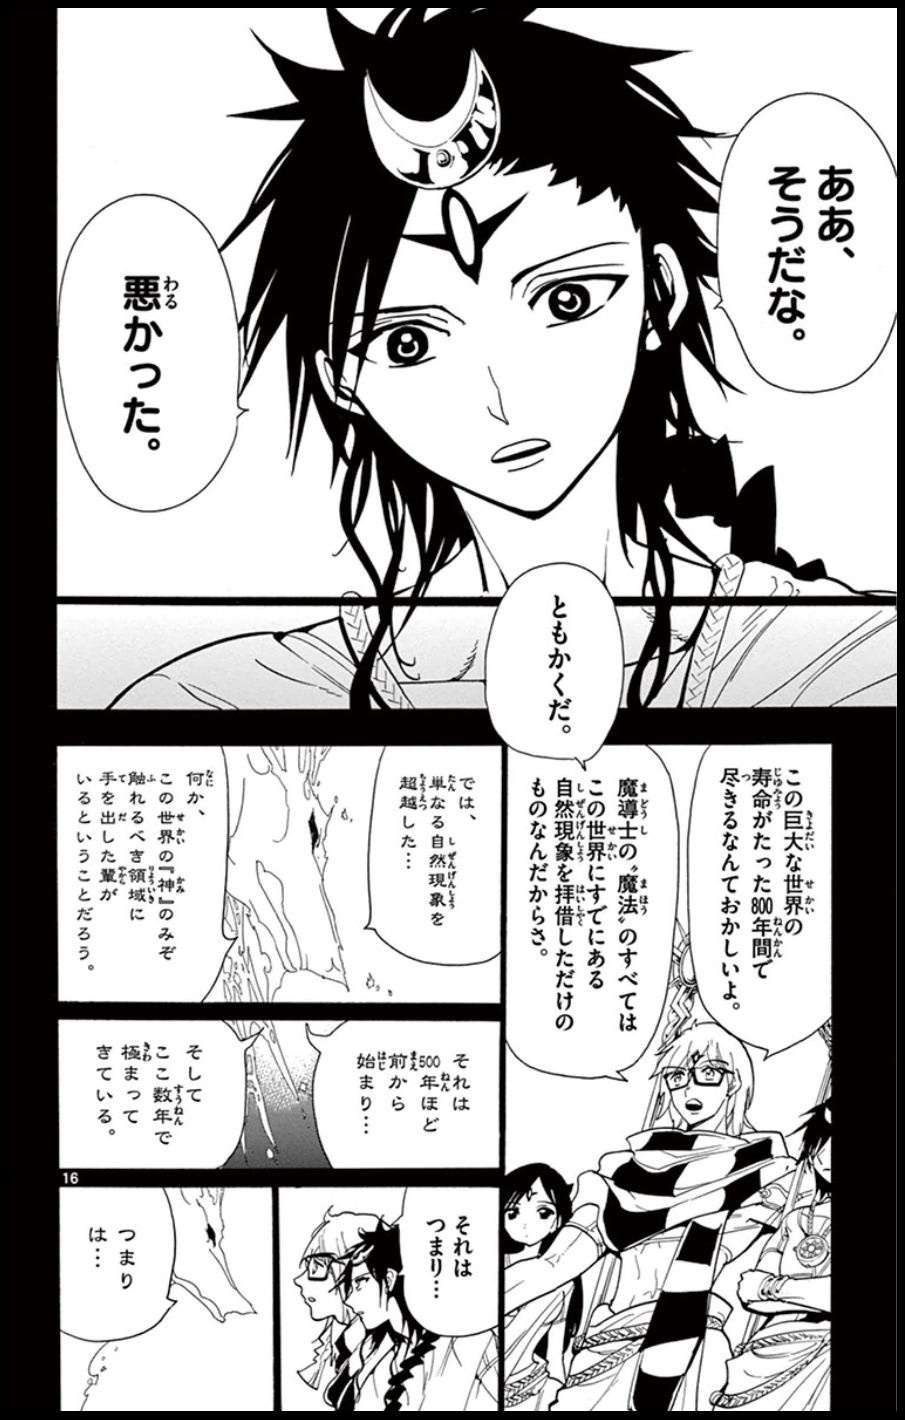 ああ、
そうだな。
悪かった。
ともかくだ。
この巨大な世界の
寿命がたった800年間で
尽きるなんておかしいよ。
魔導士の〝魔法〟のすべては
この世界にすでにある
自然現象を拝借しただけの
ものなんだからさ。
では、
単なる自然現象を
超越した…
何か、
この世界の『神』のみぞ
触れるべき領域に
手を出した輩が
いるということだろう。
それは
500年ほど
前から
始まり…
そして
ここ数年で
極まって
きている。
それは
つまり…
つまり
は…
16